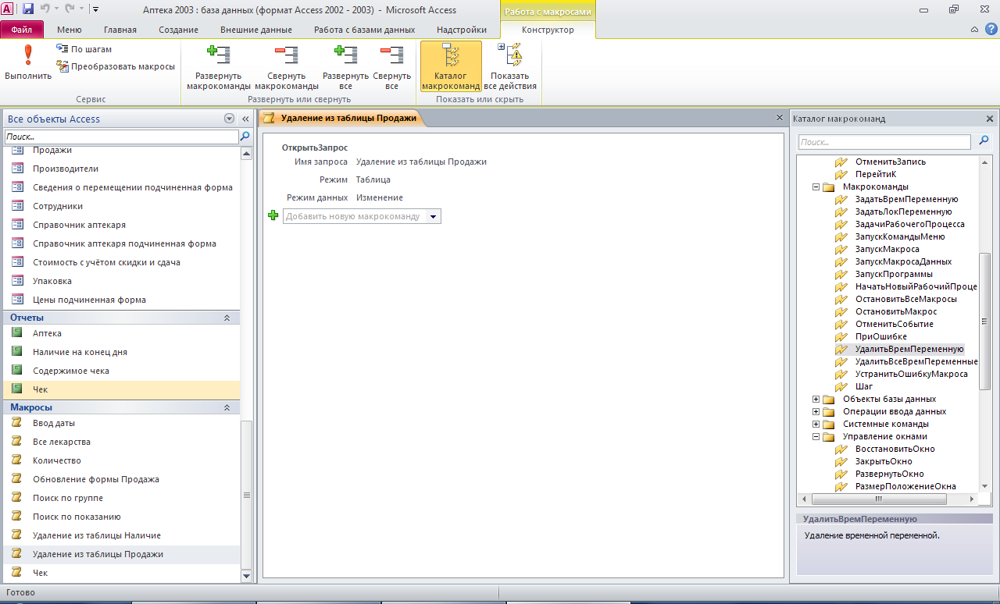 Аптека 2003 : база данных (формат Access 2002 - 2003) - Microsoft Access
Работа с макросами
Файл Меню Главная Создание Внешние данные Работа с базами данных Надстройки Конструктор
Выполнить
По шагам
Преобразовать макросы
Сервис
Развернуть макрокоманды
Свернуть макрокоманды
Развернуть все
Свернуть все
Развернуть или свернуть
Каталог макрокоманд
Показать все действия
Показать или скрыть
Все объекты Access
Поиск...
Продажи
Производители
Сведения о перемещении подчиненная форма
Сотрудники
Справочник аптекаря
Справочник аптекаря подчиненная форма
Стоимость с учётом скидки и сдача
Упаковка
Цены подчиненная форма
Отчеты
Аптека
Наличие на конец дня
Содержимое чека
Чек
Макросы
Ввод даты
Все лекарства
Количество
Обновление формы Продажа
Поиск по группе
Поиск по показанию
Удаление из таблицы Наличие
Удаление из таблицы Продажи
Чек
Удаление из таблицы Продажи
ОткрытьЗапрос
Имя запроса Удаление из таблицы Продажи
Режим Таблица
Режим данных Изменение
Добавить новую макрокоманду
Каталог макрокоманд
Поиск...
ОтменитьЗапись
ПерейтиК
Макрокоманды
ЗадатьВремПеременную
ЗадатьЛокПеременную
ЗадачиРабочегоПроцесса
ЗапускКомандыМеню
ЗапускМакроса
ЗапускМакросаДанных
ЗапускПрограммы
НачатьНовыйРабочийПроце
ОстановитьВсеМакросы
ОстановитьМакрос
ОтменитьСобытие
ПриОшибке
УдалитьВремПеременную
УдалитьВсеВремПеременные
УстранитьОшибкуМакроса
Шаг
Объекты базы данных
Операции ввода данных
Системные команды
Управление окнами
ВосстановитьОкно
ЗакрытьОкно
РазвернутьОкно
РазмерПоложениеОкна
УдалитьВремПеременную
Удаление временной переменной.
Готово